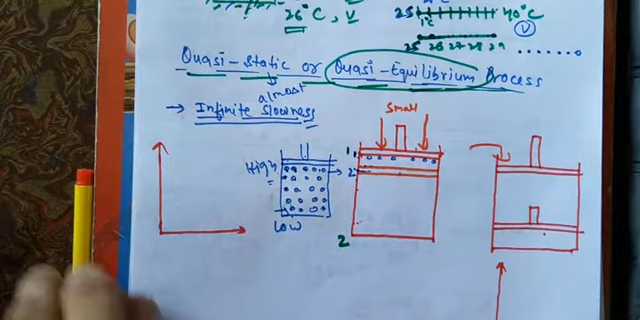 26°C, V
25 40°C
1°C
25 26 27 28 29
V
Quasi-Static or Quasi-Equilibrium Process
almost
→ Infinite Slowness
Small
High
Low
1
2
2